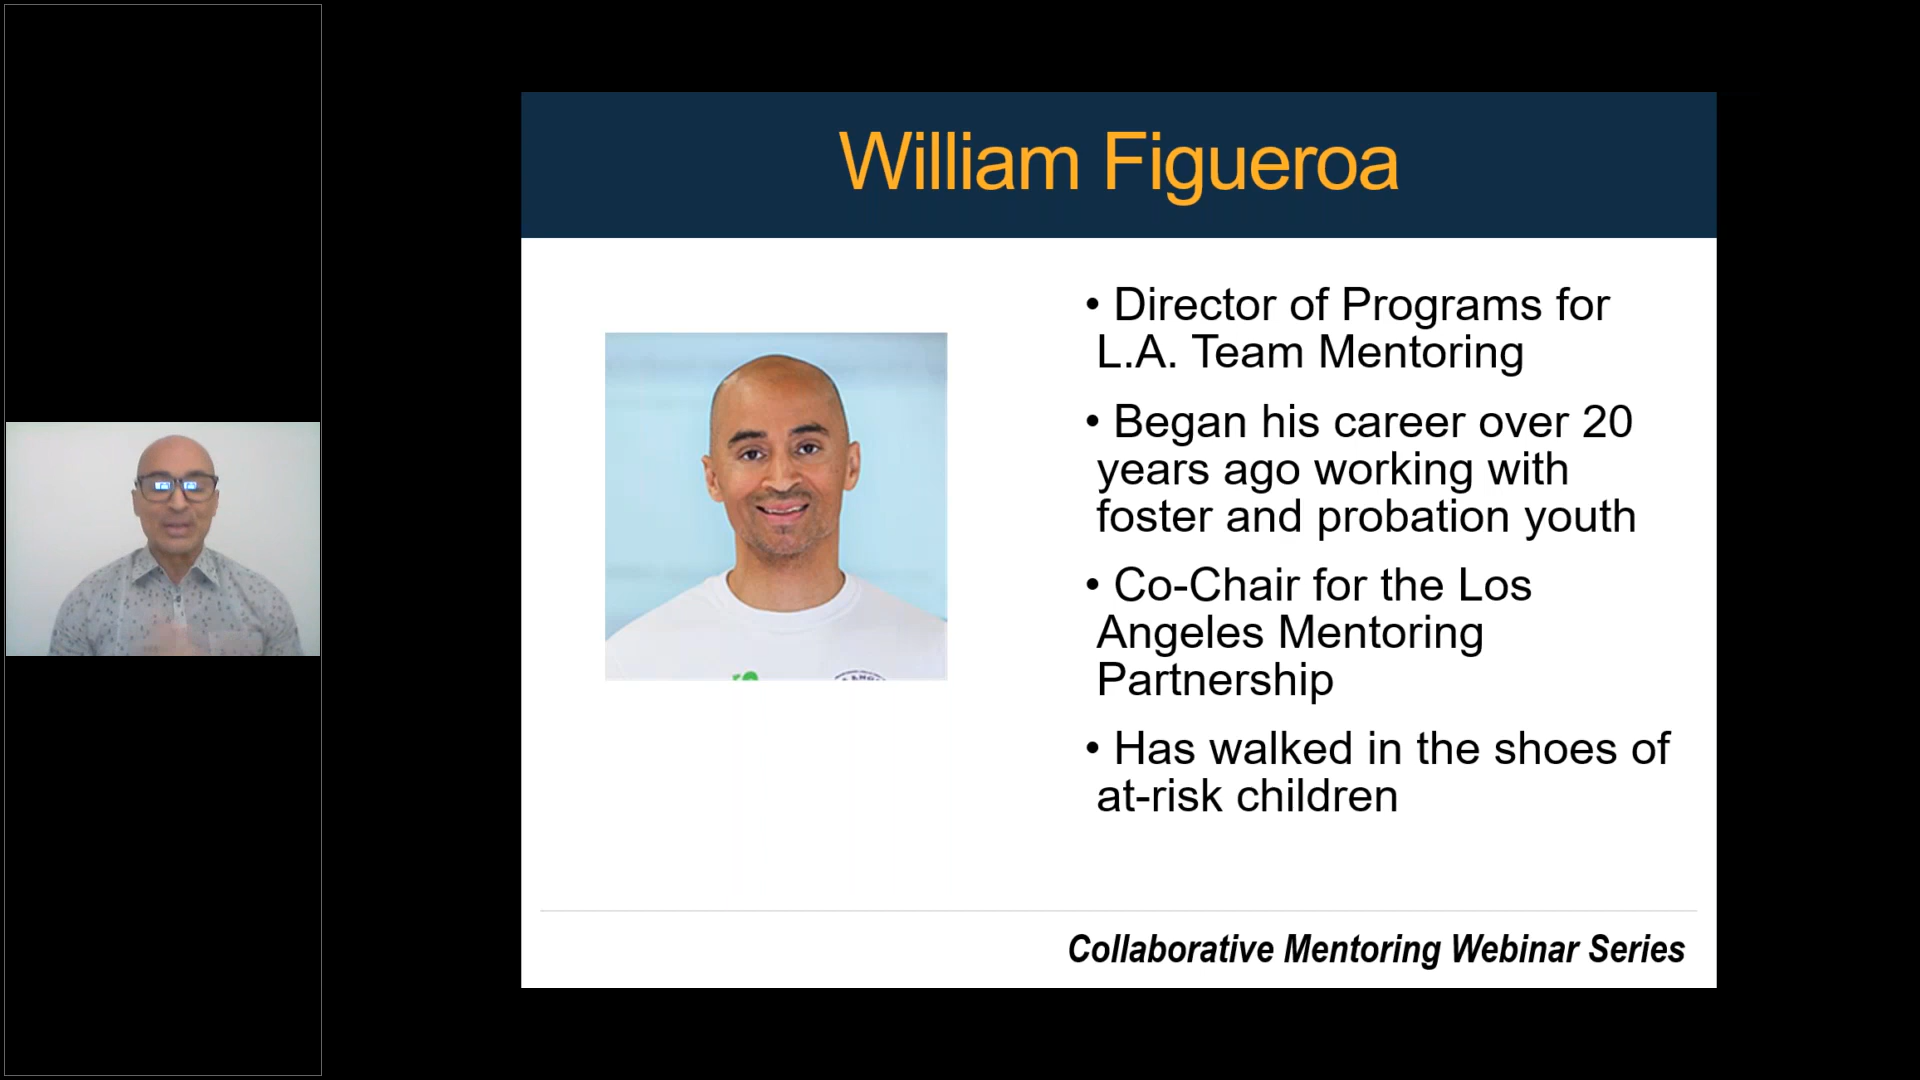 William Figueroa
• Director of Programs for
L.A. Team Mentoring
• Began his career over 20
years ago working with
foster and probation youth
• Co-Chair for the Los
Angeles Mentoring
Partnership
• Has walked in the shoes of
at-risk children
Collaborative Mentoring Webinar Series